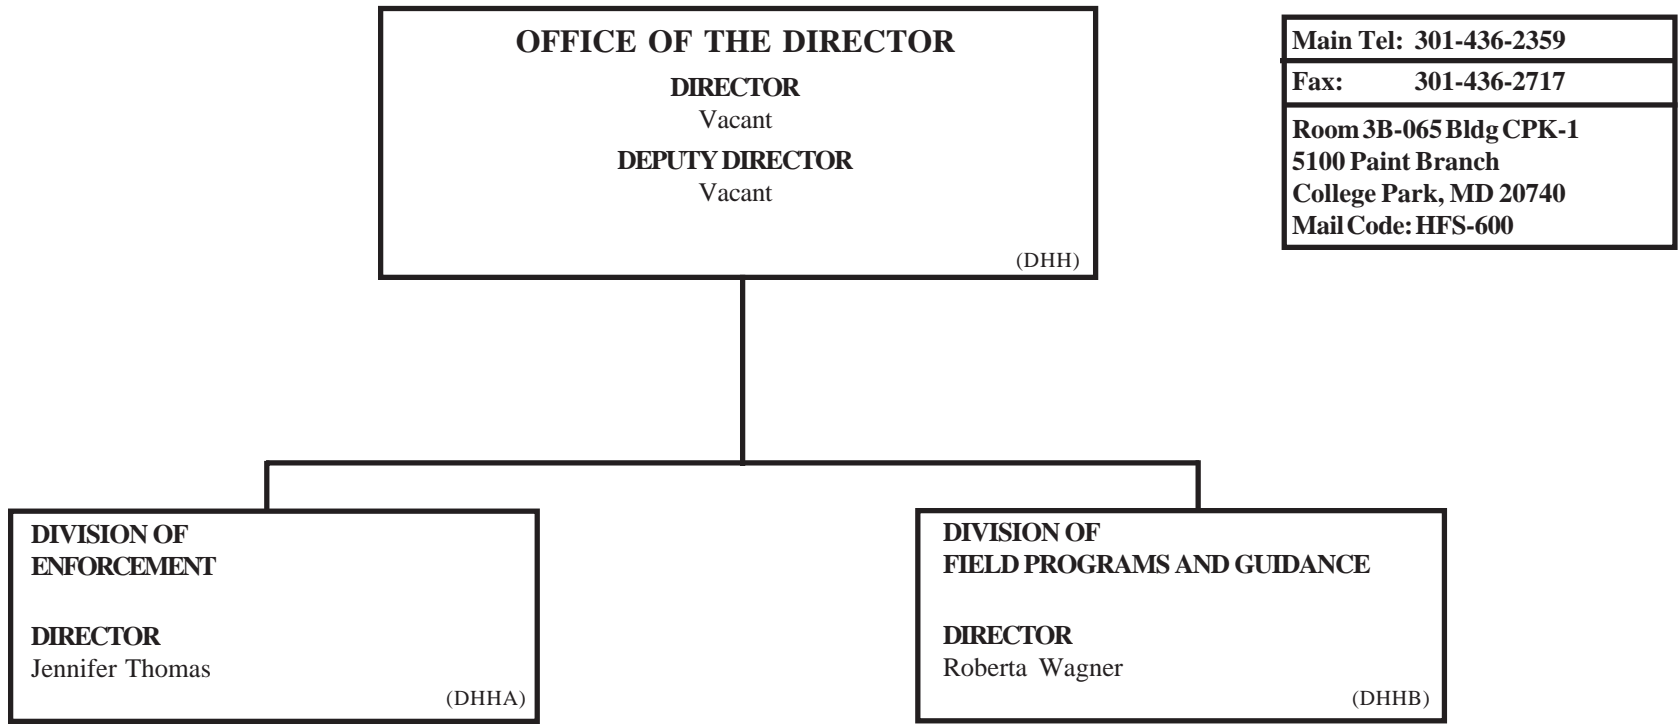 OFFICE OF THE DIRECTOR
DIRECTOR
Vacant
DEPUTY DIRECTOR
Vacant
(DHH)
Main Tel: 301-436-2359
Fax: 301-436-2717
Room 3B-065 Bldg CPK-1
5100 Paint Branch
College Park, MD 20740
Mail Code: HFS-600
DIVISION OF
ENFORCEMENT
DIRECTOR
Jennifer Thomas
(DHHA)
DIVISION OF
FIELD PROGRAMS AND GUIDANCE
DIRECTOR
Roberta Wagner
(DHHB)